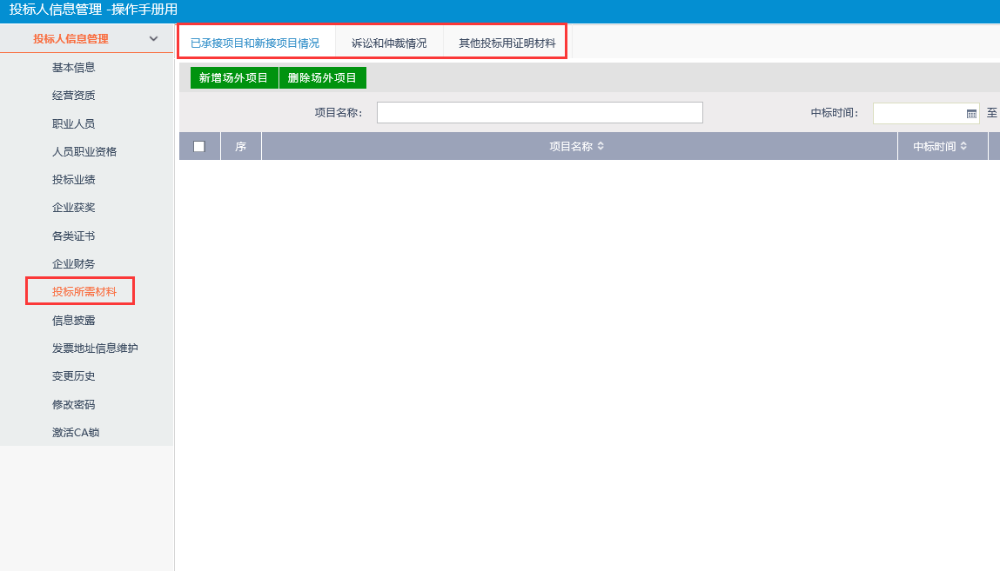 投标人信息管理 -操作手册用
投标人信息管理
基本信息
经营资质
职业人员
人员职业资格
投标业绩
企业获奖
各类证书
企业财务
投标所需材料
信息披露
发票地址信息维护
变更历史
修改密码
激活CA锁
已承接项目和新接项目情况 诉讼和仲裁情况 其他投标用证明材料
新增场外项目 删除场外项目
项目名称： 中标时间： 至
序 项目名称 中标时间